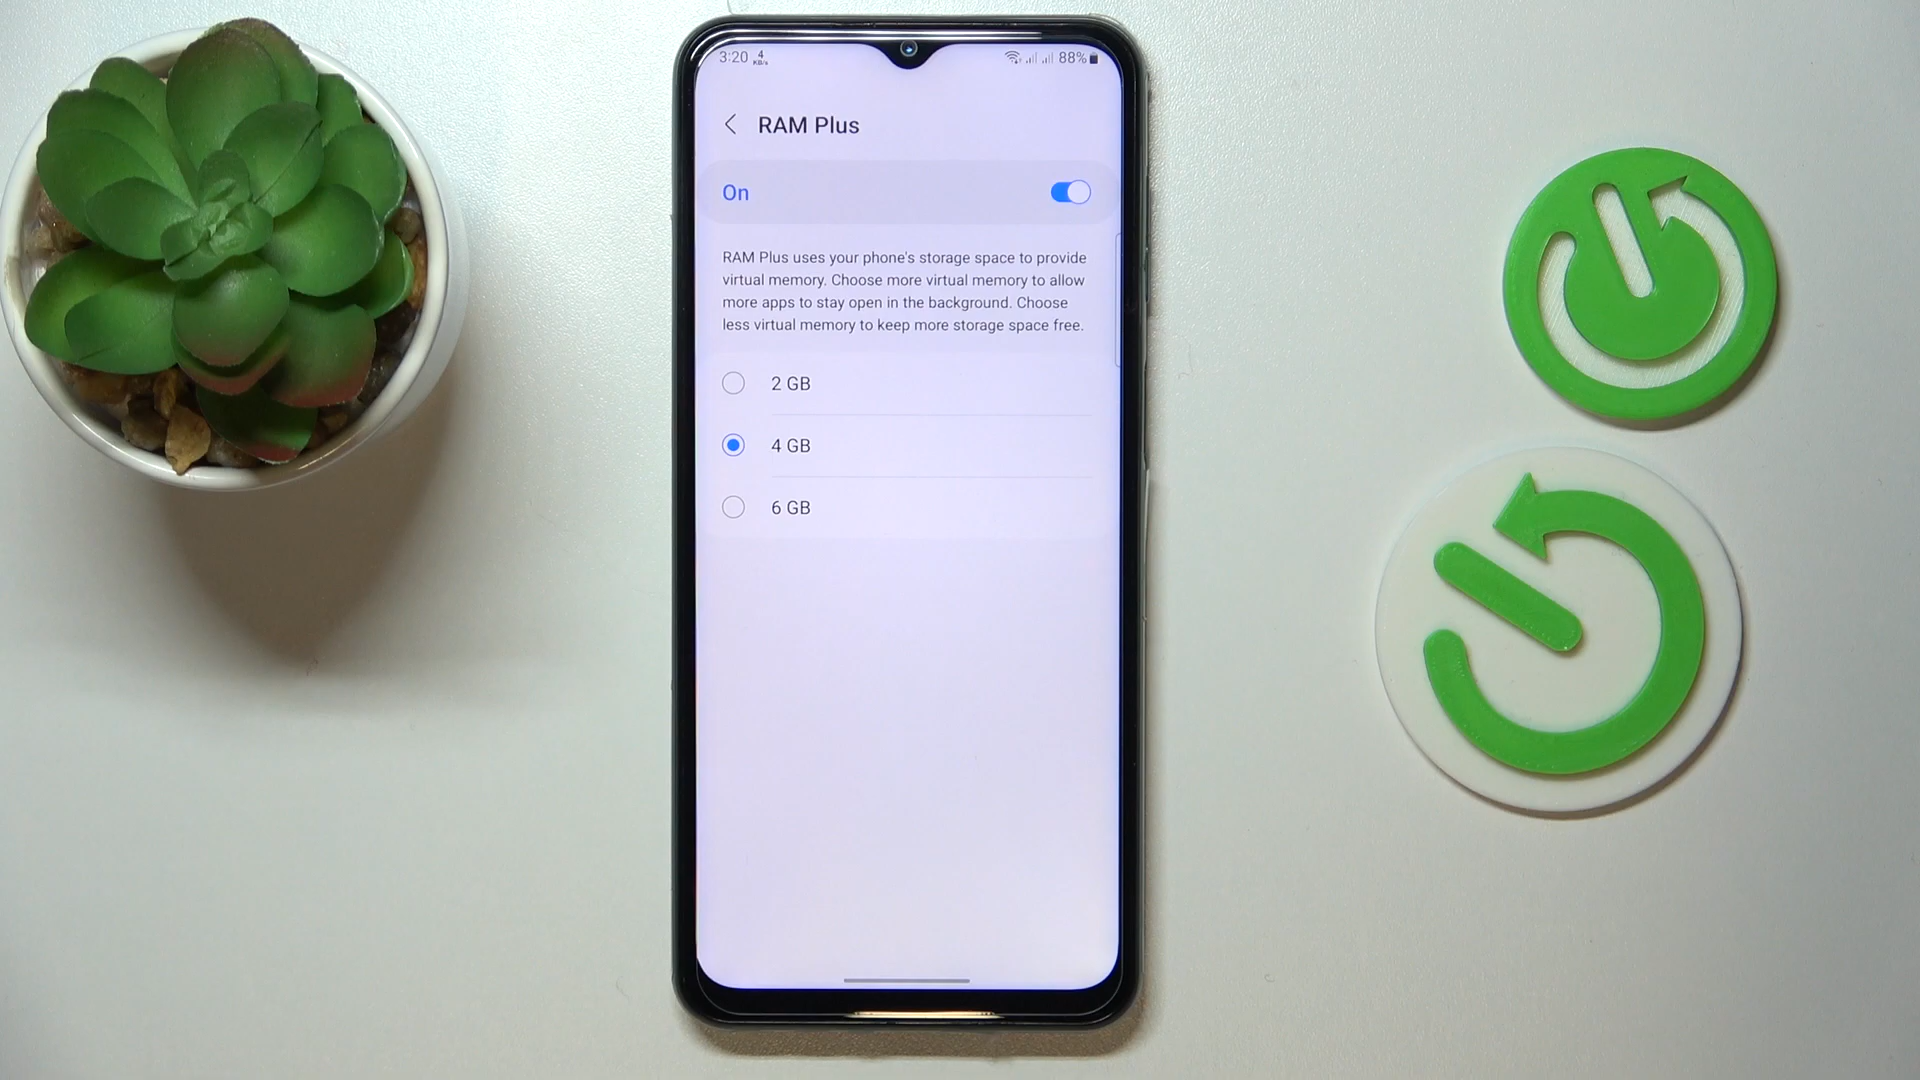 3:20 4 KB/s 88%
RAM Plus
On
RAM Plus uses your phone's storage space to provide
virtual memory. Choose more virtual memory to allow
more apps to stay open in the background. Choose
less virtual memory to keep more storage space free.
2 GB
4 GB
6 GB